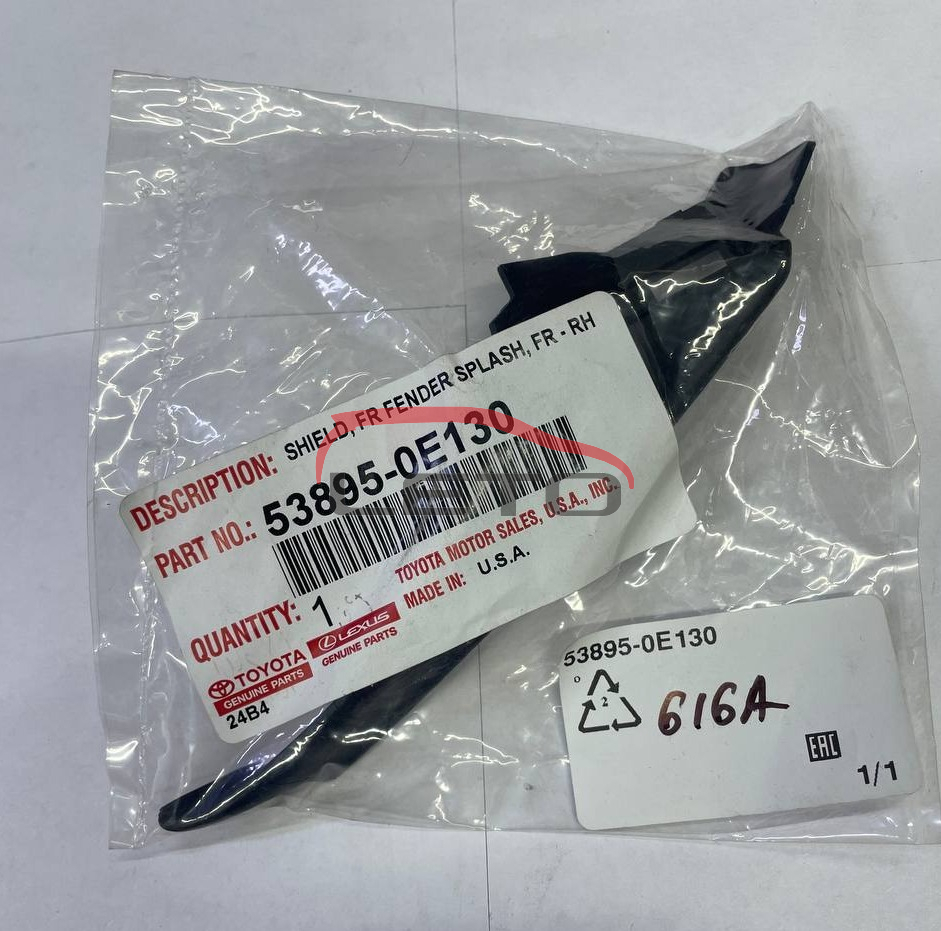 DESCRIPTION: SHIELD, FR FENDER SPLASH, FR - RH
PART NO.: 53895-0E130
TOYOTA MOTOR SALES, U.S.A., INC.
QUANTITY: 1
MADE IN: U.S.A.
TOYOTA
GENUINE PARTS
LEXUS
GENUINE PARTS
24B4
LETO
53895-0E130
2
616A
EAC
1/1